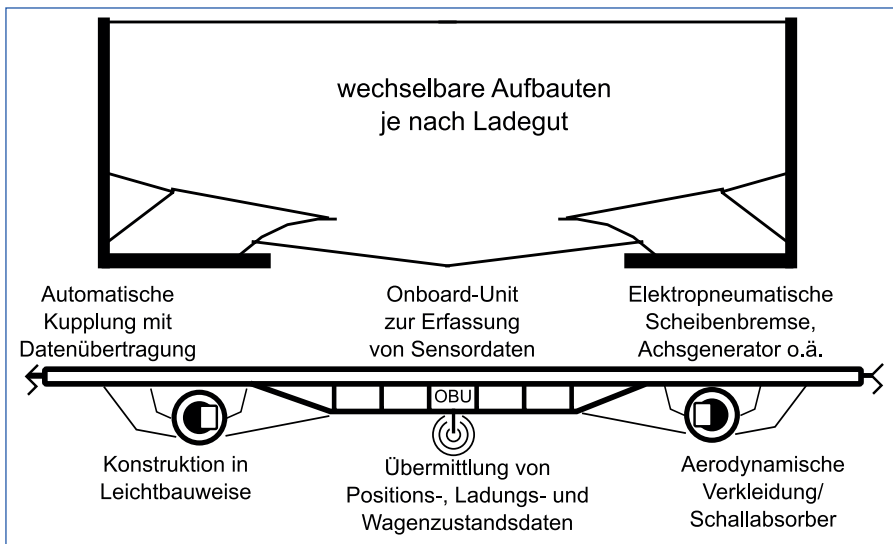 wechselbare Aufbauten
je nach Ladegut
Automatische
Kupplung mit
Datenübertragung
Onboard-Unit
zur Erfassung
von Sensordaten
Elektropneumatische
Scheibenbremse,
Achsgenerator o.ä.
OBU
Konstruktion in
Leichtbauweise
Übermittlung von
Positions-, Ladungs- und
Wagenzustandsdaten
Aerodynamische
Verkleidung/
Schallabsorber